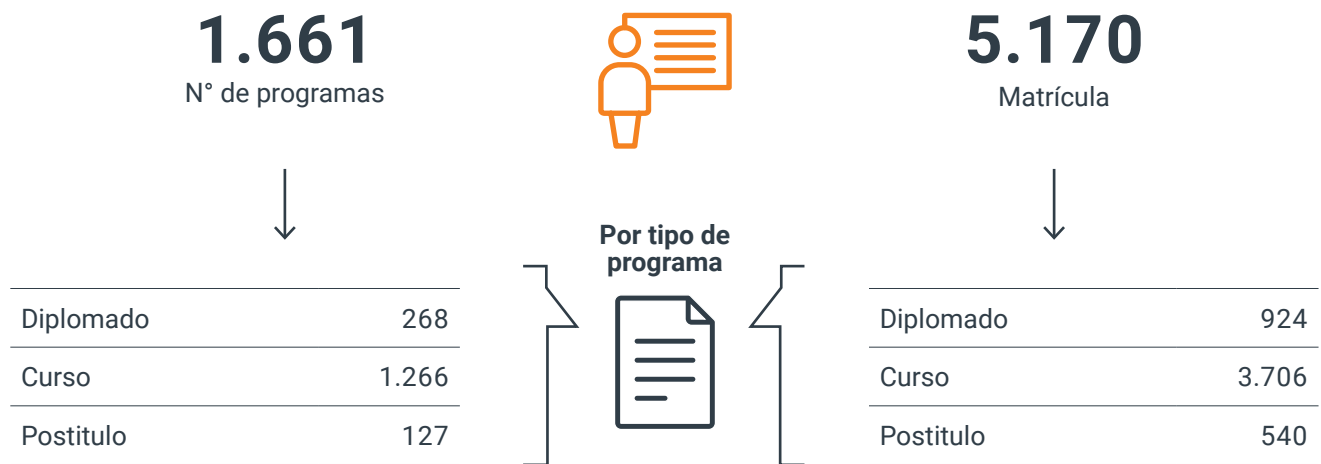 1.661
N° de programas
5.170
Matrícula
Por tipo de
programa
Diplomado 268
Curso 1.266
Postitulo 127
Diplomado 924
Curso 3.706
Postitulo 540